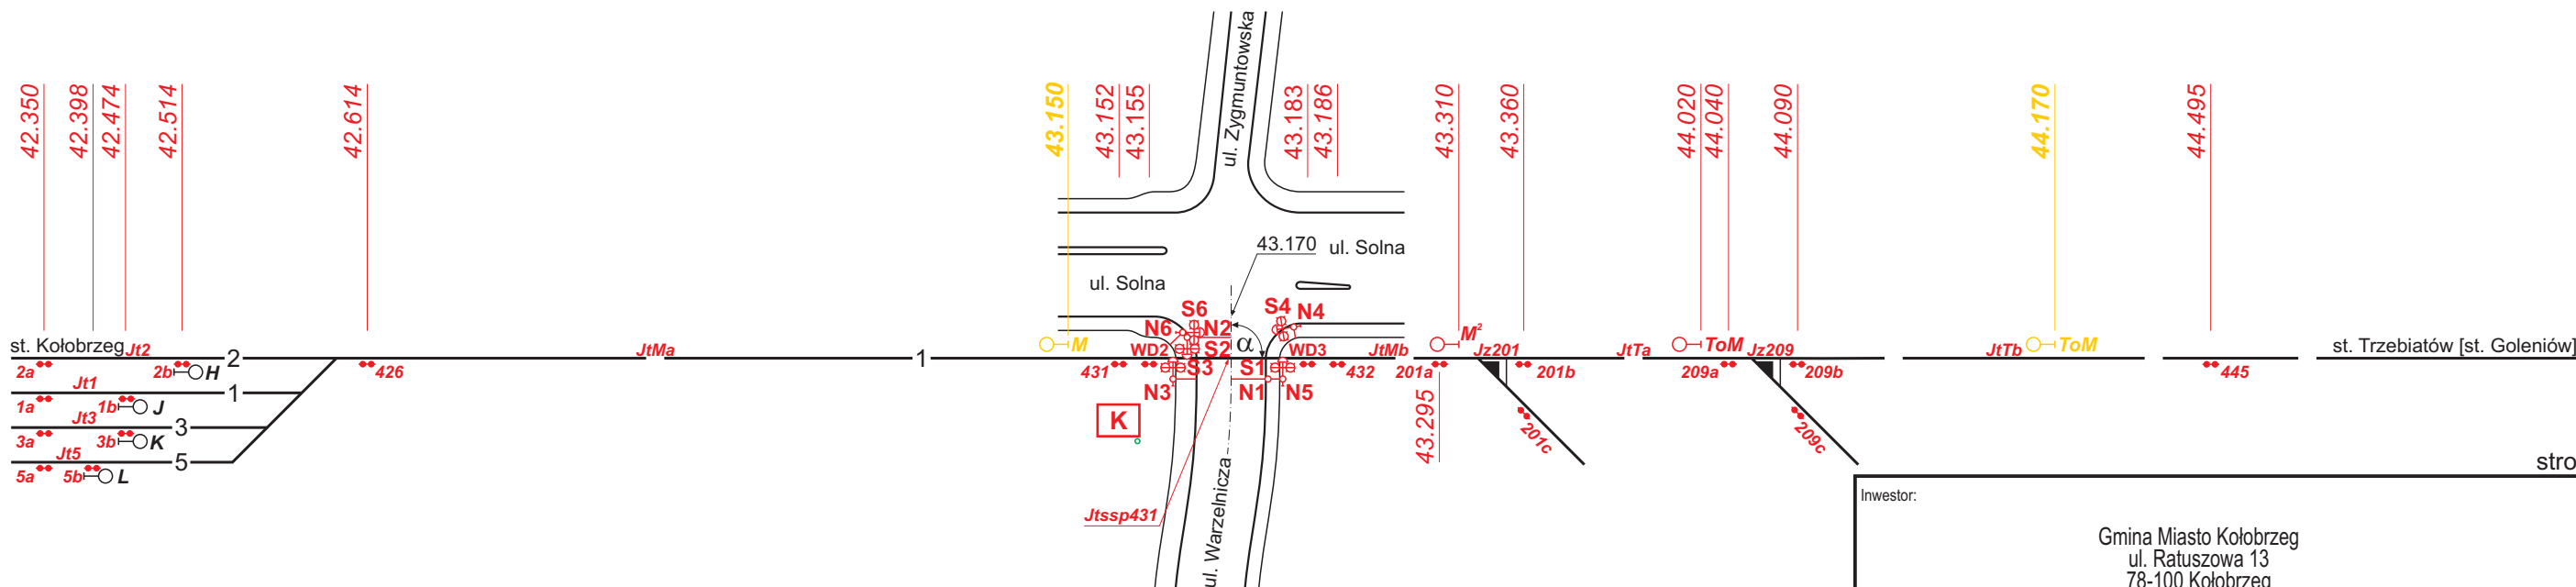 42.350
42.398
42.474
42.514
42.614
43.150
43.152
43.155
ul. Zygmuntowska
43.183
43.186
43.310
43.360
44.020
44.040
44.090
44.170
44.495
43.170 ul. Solna
ul. Solna
S6
S4
N6
N2
N4
st. Kołobrzeg
Jt2
2
JtMa
1
M
WD2
S2
α
WD3
JtMb
M²
Jz201
JtTa
ToM
Jz209
JtTb
ToM
st. Trzebiatów [st. Goleniów]
2a
2b
H
426
431
S3
S1
432
201a
201b
209a
209b
445
Jt1
1
N3
N1
N5
1a
1b
J
43.295
K
Jt3
3
3a
3b
K
201c
209c
Jt5
5
5a
5b
L
stro
Inwestor:
Jtssp431
ul. Warzelnicza
Gmina Miasto Kołobrzeg
ul. Ratuszowa 13
78-100 Kołobrzeg